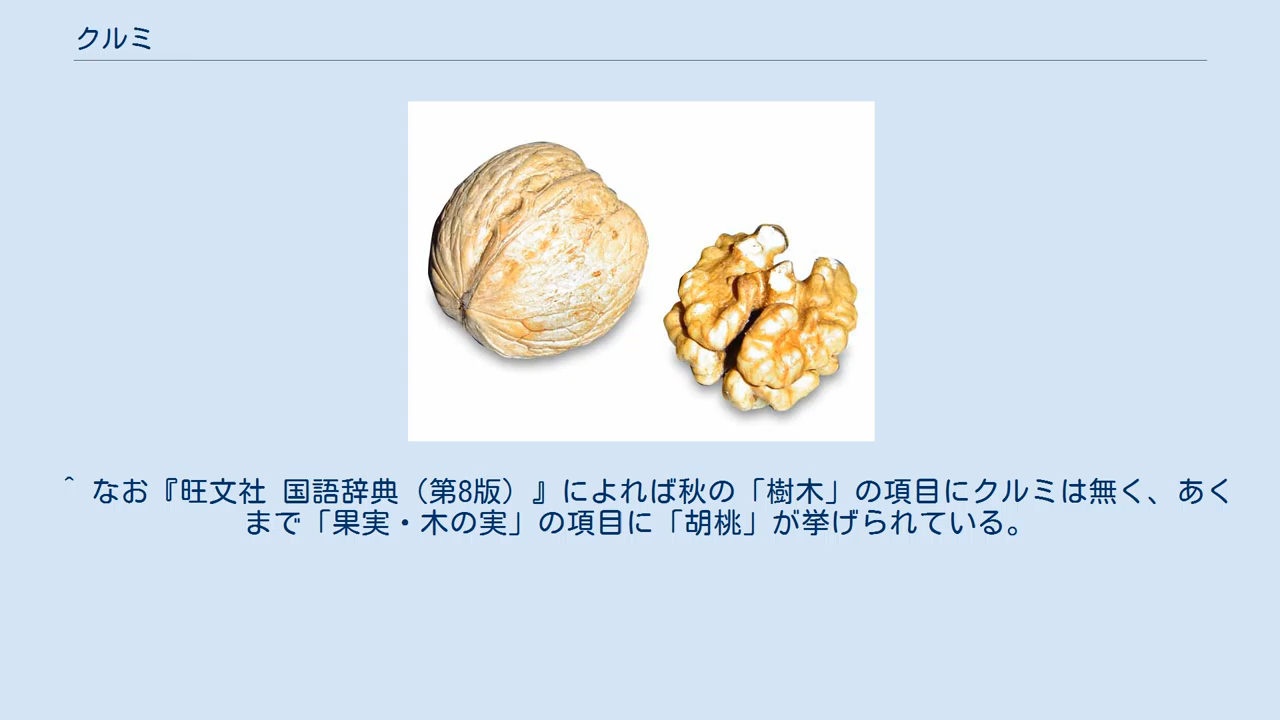 クルミ
^ なお『旺文社 国語辞典（第8版）』によれば秋の「樹木」の項目にクルミは無く、あく
まで「果実・木の実」の項目に「胡桃」が挙げられている。